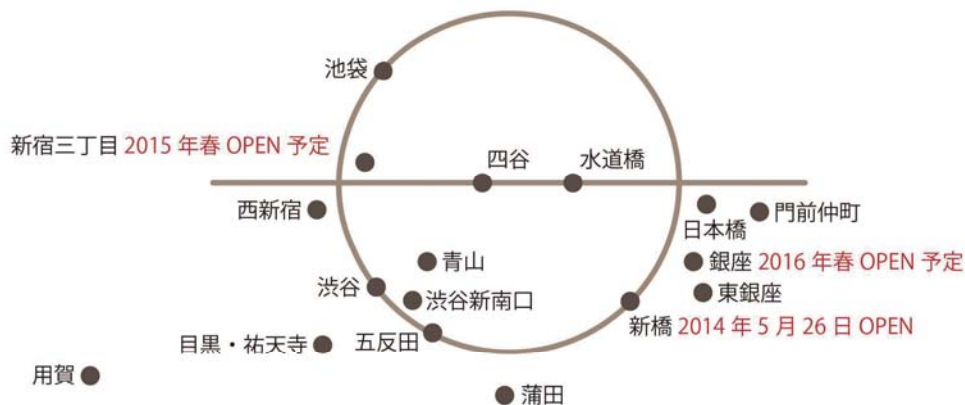 池袋
新宿三丁目 2015 年春 OPEN 予定
四谷
水道橋
西新宿
門前仲町
日本橋
青山
銀座 2016 年春 OPEN 予定
渋谷
渋谷新南口
東銀座
新橋 2014 年 5 月 26 日 OPEN
五反田
目黒・祐天寺
用賀
蒲田